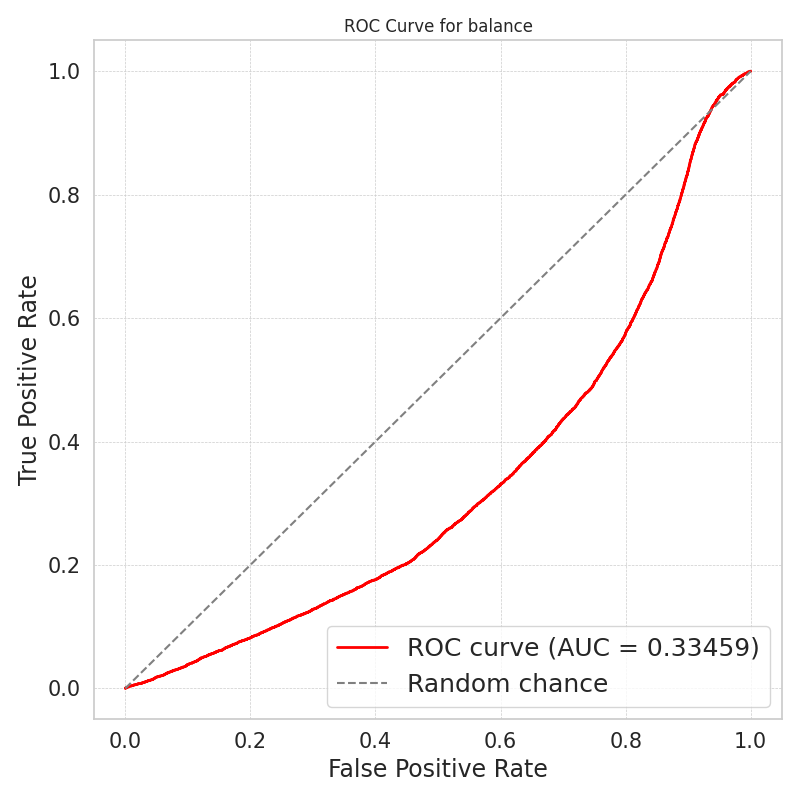 ROC Curve for balance
True Positive Rate
1.0
0.8
0.6
0.4
0.2
0.0
ROC curve (AUC = 0.33459)
Random chance
0.0 0.2 0.4 0.6 0.8 1.0
False Positive Rate